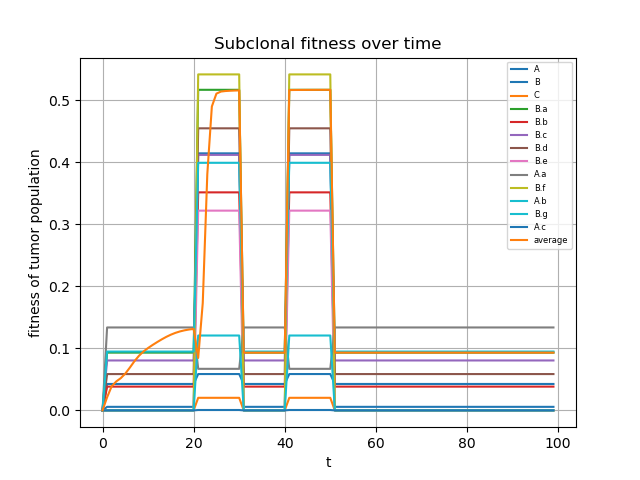 Subclonal fitness over time
fitness of tumor population
0.5
0.4
0.3
0.2
0.1
0.0
A
B
C
B.a
B.b
B.c
B.d
B.e
A.a
B.f
A.b
B.g
A.c
average
0 20 40 60 80 100
t